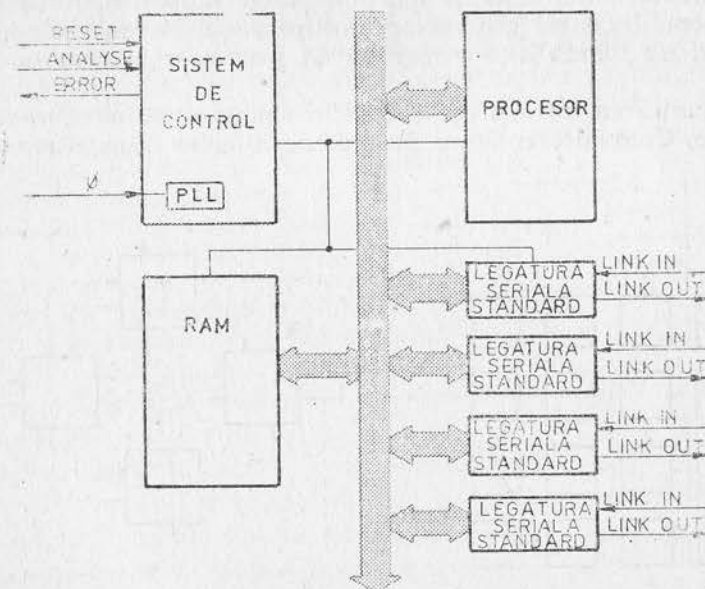 RESET
ANALYSE
ERROR
SISTEM
DE
CONTROL
φ
PLL
PROCESOR
RAM
LEGATURA
SERIALA
STANDARD
LINK IN
LINK OUT
LEGATURA
SERIALA
STANDARD
LINK IN
LINK OUT
LEGATURA
SERIALA
STANDARD
LINK IN
LINK OUT
LEGATURA
SERIALA
STANDARD
LINK IN
LINK OUT